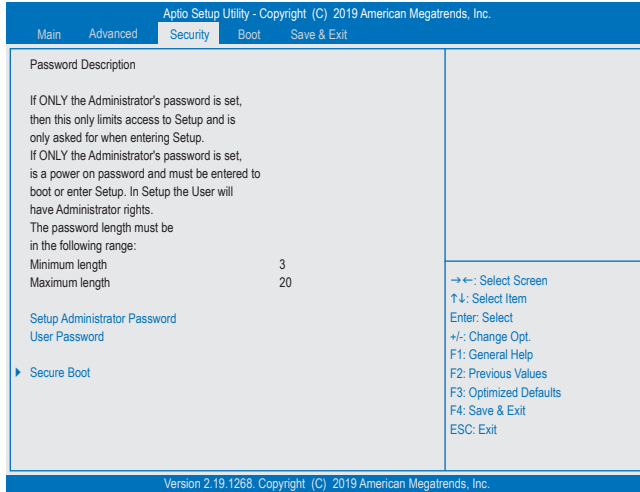 Aptio Setup Utility - Copyright (C) 2019 American Megatrends, Inc.
Main Advanced Security Boot Save & Exit
Password Description
If ONLY the Administrator's password is set,
then this only limits access to Setup and is
only asked for when entering Setup.
If ONLY the Administrator's password is set,
is a power on password and must be entered to
boot or enter Setup. In Setup the User will
have Administrator rights.
The password length must be
in the following range:
Minimum length 3
Maximum length 20
Setup Administrator Password
User Password
Secure Boot
→←: Select Screen
↑↓: Select Item
Enter: Select
+/-: Change Opt.
F1: General Help
F2: Previous Values
F3: Optimized Defaults
F4: Save & Exit
ESC: Exit
Version 2.19.1268. Copyright (C) 2019 American Megatrends, Inc.